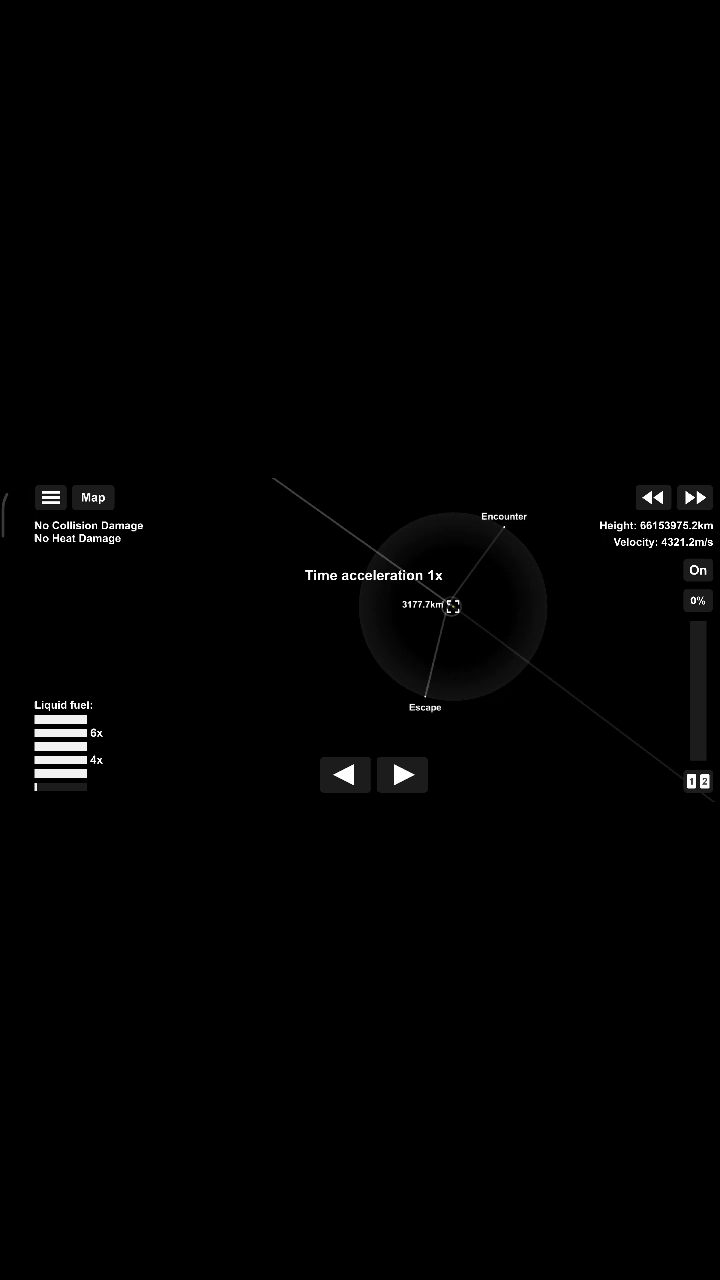 Map
No Collision Damage
No Heat Damage
Height: 66153975.2km
Velocity: 4321.2m/s
Encounter
On
Time acceleration 1x
0%
3177.7km
Escape
Liquid fuel:
6x
4x
1 2